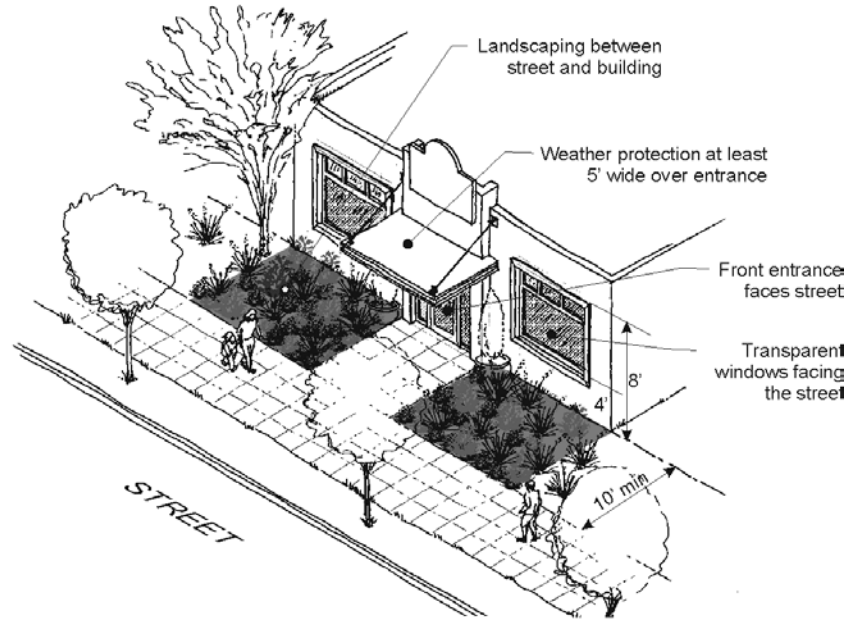 Landscaping between
street and building
Weather protection at least
5' wide over entrance
Front entrance
faces street
Transparent
windows facing
the street
8'
4'
10' min
STREET